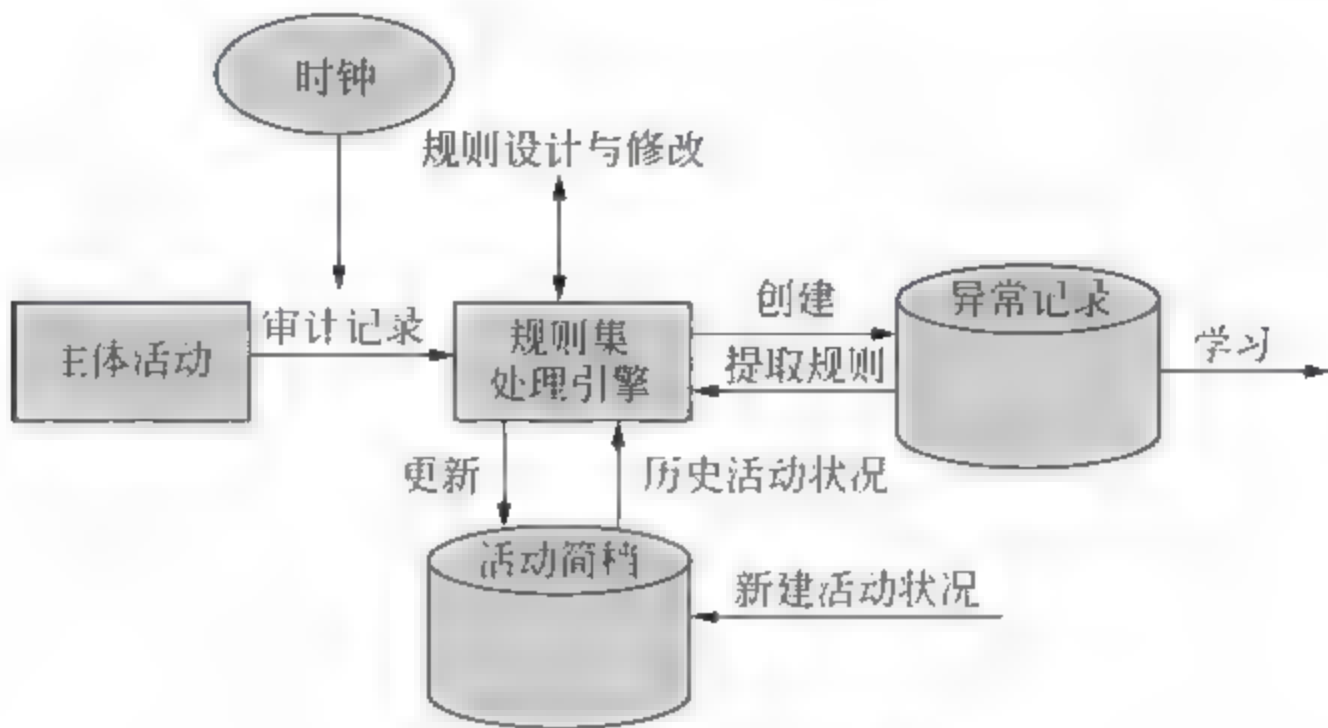 时钟
规则设计与修改
主体活动
审计记录
规则集
处理引擎
创建
提取规则
异常记录
学习
更新
历史活动状况
活动简档
新建活动状况